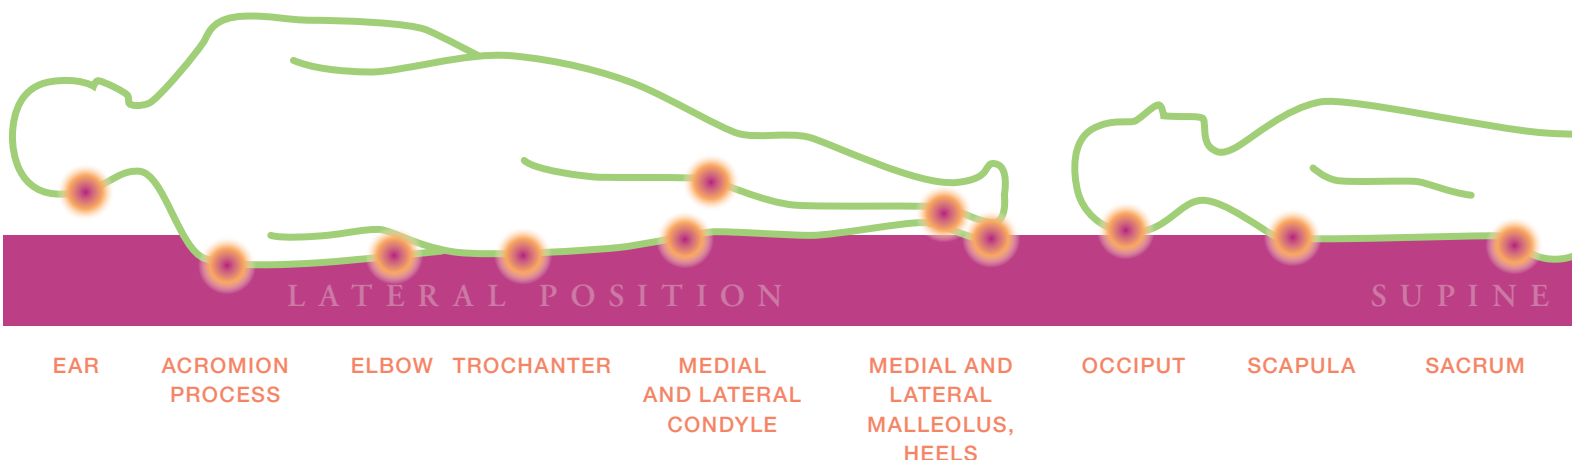 LATERAL POSITION
SUPINE
EAR
ACROMION
PROCESS
ELBOW
TROCHANTER
MEDIAL
AND LATERAL
CONDYLE
MEDIAL AND
LATERAL
MALLEOLUS,
HEELS
OCCIPUT
SCAPULA
SACRUM